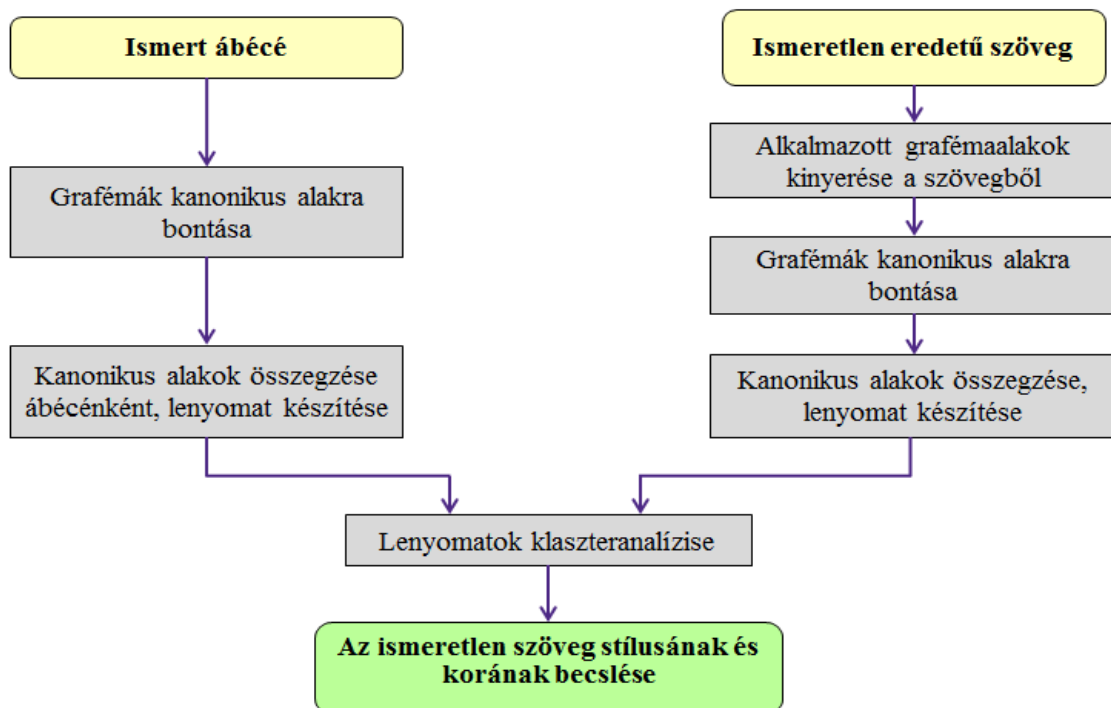 Ismert ábécé
Grafémák kanonikus alakra
bontása
Kanonikus alakok összegzése
ábécénként, lenyomat készítése
Ismeretlen eredetű szöveg
Alkalmazott grafémaalakok
kinyerése a szövegből
Grafémák kanonikus alakra
bontása
Kanonikus alakok összegzése,
lenyomat készítése
Lenyomatok klaszteranalízise
Az ismeretlen szöveg stílusának és
korának becslése